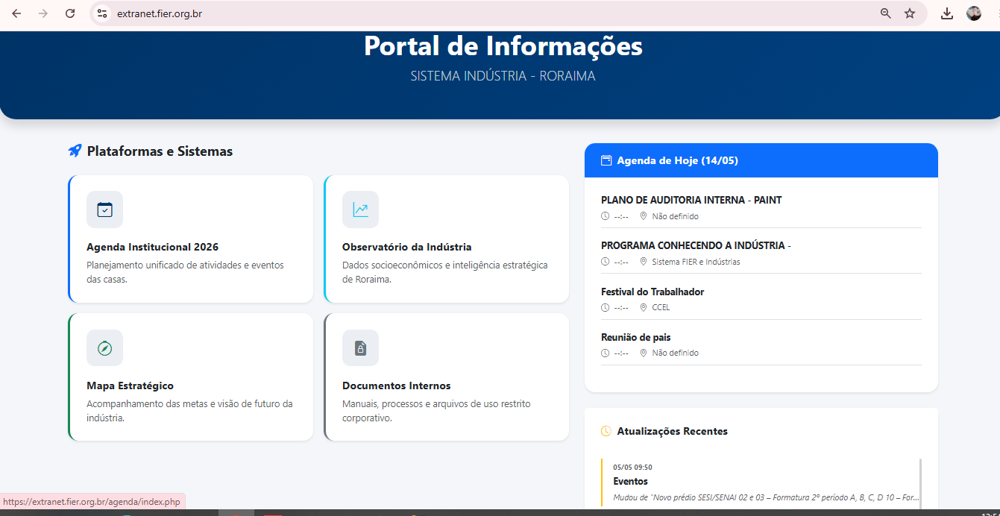 extranet.fier.org.br
Portal de Informações
SISTEMA INDÚSTRIA - RORAIMA
Plataformas e Sistemas
Agenda Institucional 2026
Planejamento unificado de atividades e eventos
das casas.
Observatório da Indústria
Dados socioeconômicos e inteligência estratégica
de Roraima.
Mapa Estratégico
Acompanhamento das metas e visão de futuro da
indústria.
Documentos Internos
Manuais, processos e arquivos de uso restrito
corporativo.
Agenda de Hoje (14/05)
PLANO DE AUDITORIA INTERNA - PAINT
--:-- Não definido
PROGRAMA CONHECENDO A INDÚSTRIA -
--:-- Sistema FIER e Indústrias
Festival do Trabalhador
--:-- CCEL
Reunião de pais
--:-- Não definido
Atualizações Recentes
05/05 09:50
Eventos
Mudou de "Novo prédio SESI/SENAI 02 e 03 – Formatura 2º período A, B, C, D 10 – For...
https://extranet.fier.org.br/agenda/index.php